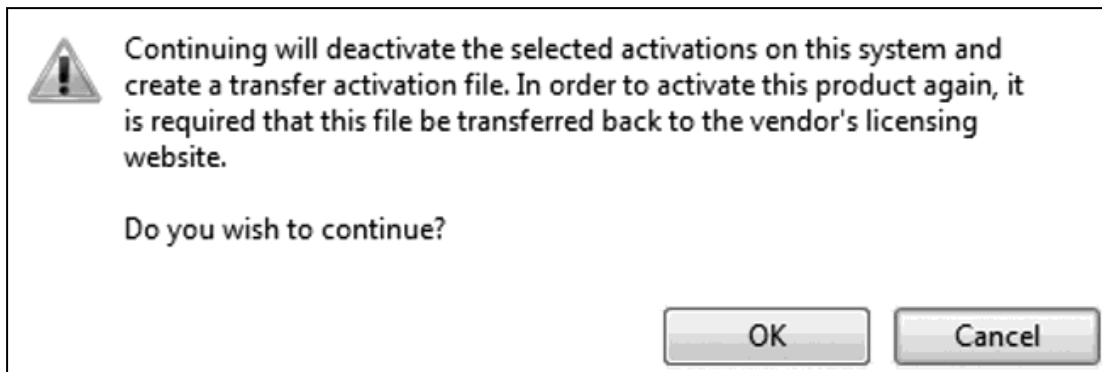 Continuing will deactivate the selected activations on this system and
create a transfer activation file. In order to activate this product again, it
is required that this file be transferred back to the vendor's licensing
website.
Do you wish to continue?
OK
Cancel